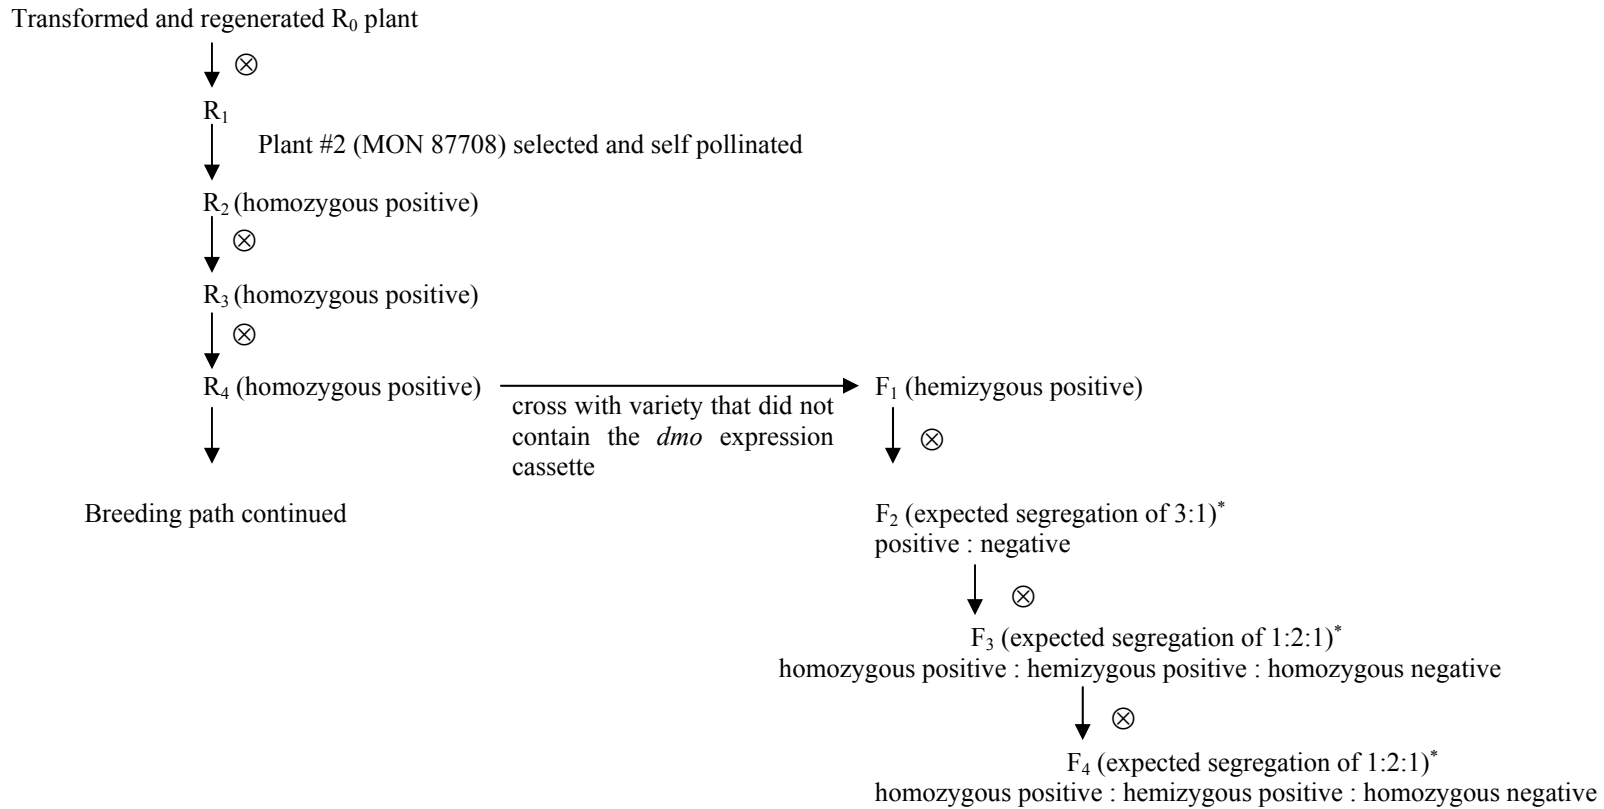 Transformed and regenerated R₀ plant
⊗
R₁
Plant #2 (MON 87708) selected and self pollinated
R₂ (homozygous positive)
⊗
R₃ (homozygous positive)
⊗
R₄ (homozygous positive)
cross with variety that did not
contain the dmo expression
cassette
F₁ (hemizygous positive)
⊗
Breeding path continued
F₂ (expected segregation of 3:1)*
positive : negative
⊗
F₃ (expected segregation of 1:2:1)*
homozygous positive : hemizygous positive : homozygous negative
⊗
F₄ (expected segregation of 1:2:1)*
homozygous positive : hemizygous positive : homozygous negative